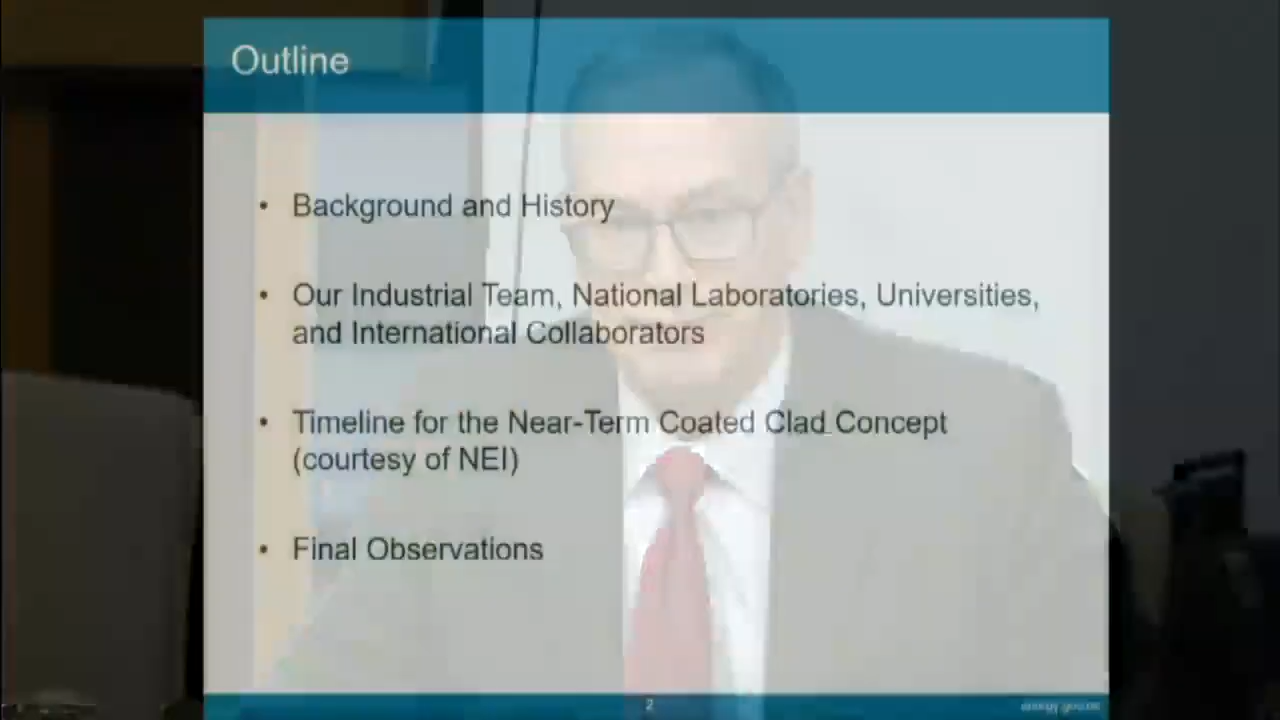 Outline
• Background and History
• Our Industrial Team, National Laboratories, Universities,
and International Collaborators
• Timeline for the Near-Term Coated Clad Concept
(courtesy of NEI)
• Final Observations
2